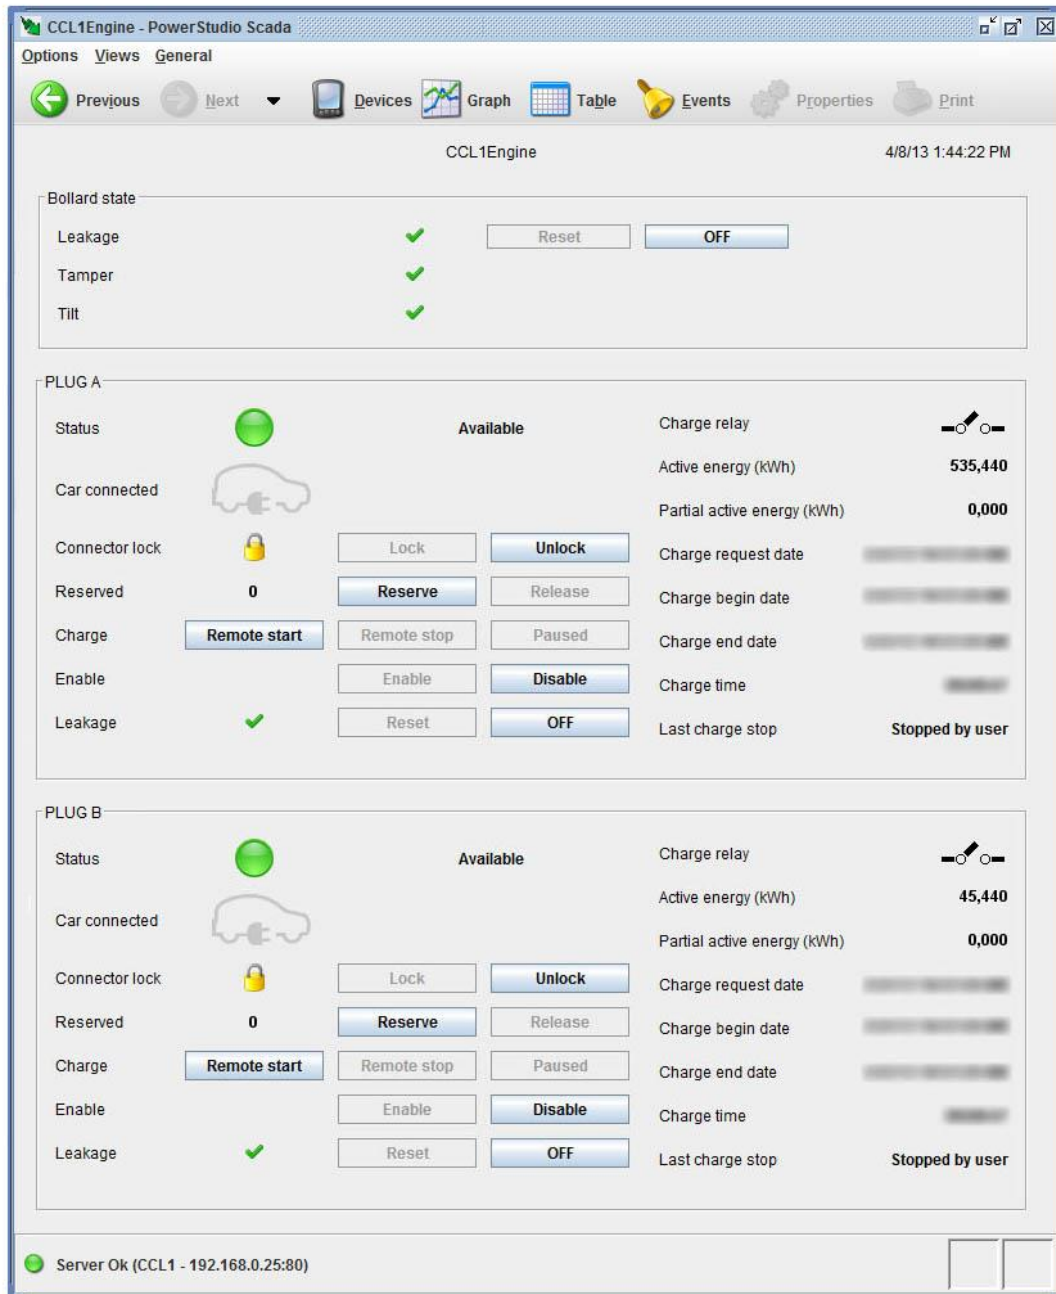 CCL1Engine - PowerStudio Scada
Options Views General
Previous Next Devices Graph Table Events Properties Print
CCL1Engine 4/8/13 1:44:22 PM
Bollard state
Leakage Reset OFF
Tamper
Tilt
PLUG A
Status Available
Car connected
Connector lock Lock Unlock
Reserved 0 Reserve Release
Charge Remote start Remote stop Paused
Enable Enable Disable
Leakage Reset OFF
Charge relay
Active energy (kWh) 535,440
Partial active energy (kWh) 0,000
Charge request date
Charge begin date
Charge end date
Charge time
Last charge stop Stopped by user
PLUG B
Status Available
Car connected
Connector lock Lock Unlock
Reserved 0 Reserve Release
Charge Remote start Remote stop Paused
Enable Enable Disable
Leakage Reset OFF
Charge relay
Active energy (kWh) 45,440
Partial active energy (kWh) 0,000
Charge request date
Charge begin date
Charge end date
Charge time
Last charge stop Stopped by user
Server Ok (CCL1 - 192.168.0.25:80)